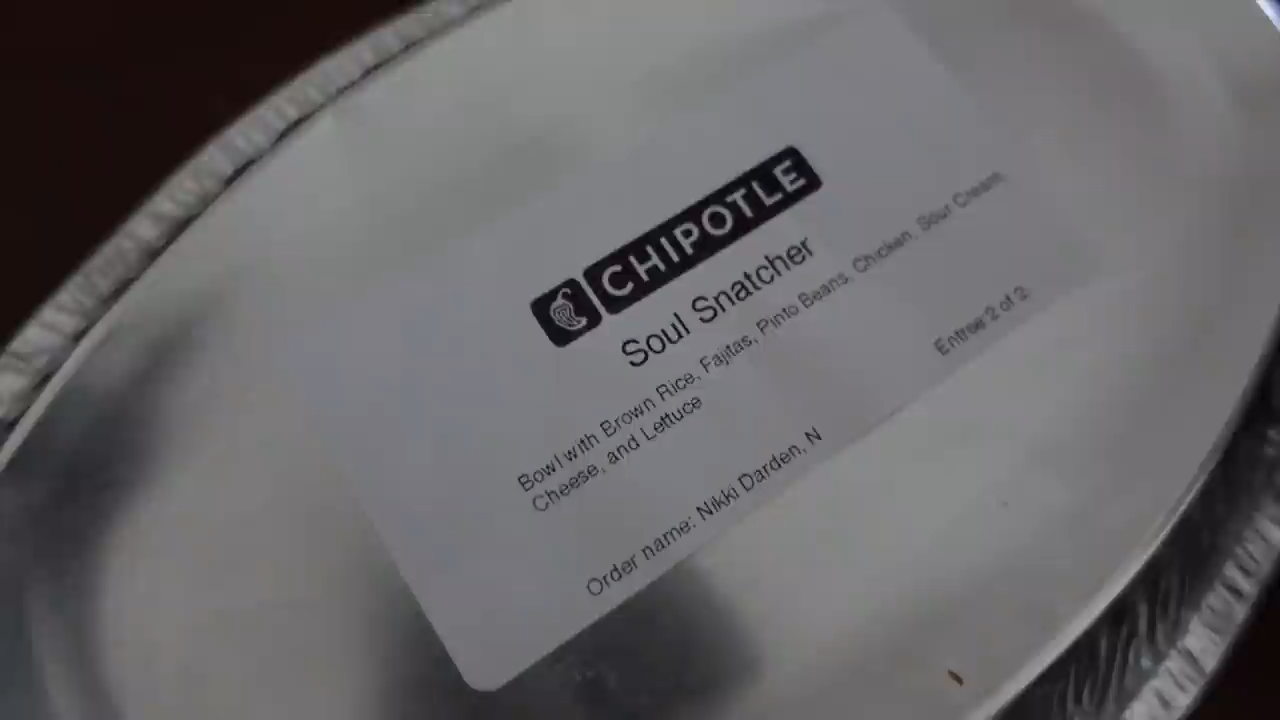 CHIPOTLE
Soul Snatcher
Bowl with Brown Rice, Fajitas, Pinto Beans, Chicken, Sour Cream,
Cheese, and Lettuce
Entree 2 of 2
Order name: Nikki Darden, N